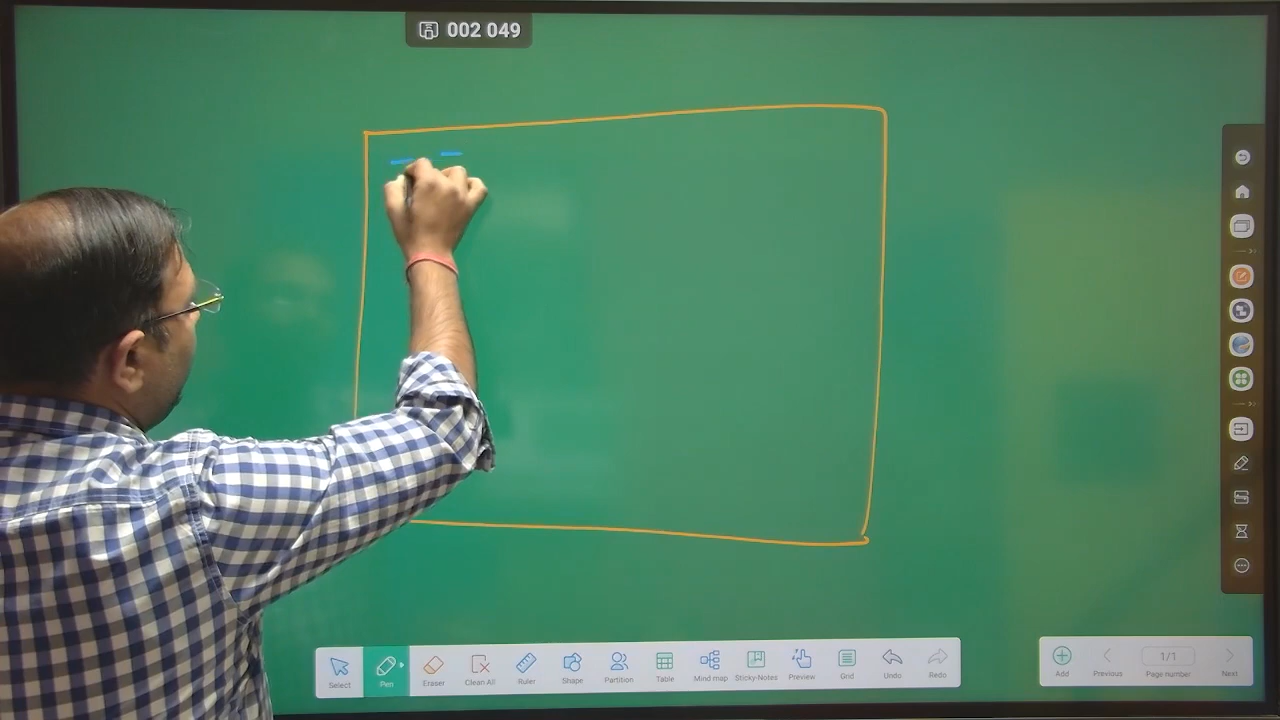 002 049
Select Pen Eraser Clean All Ruler Shape Partition Table Mind map Sticky-Notes Preview Grid Undo Redo
Add Previous 1/1 Page number Next